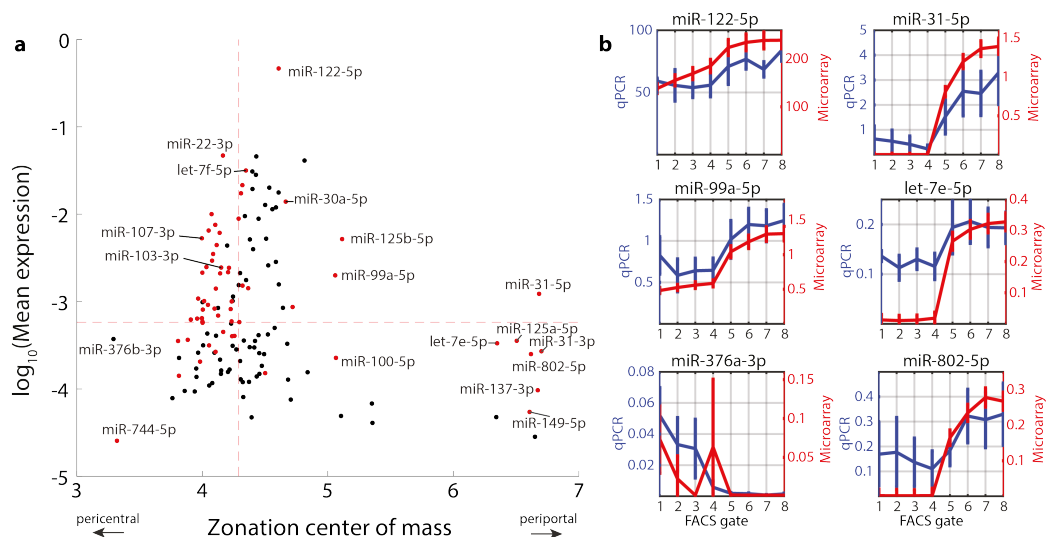 a
log10(Mean expression)
0
-1
-2
-3
-4
-5
3
4
5
6
7
Zonation center of mass
pericentral
periportal
miR-122-5p
miR-22-3p
let-7f-5p
miR-30a-5p
miR-107-3p
miR-125b-5p
miR-103-3p
miR-99a-5p
miR-31-5p
miR-125a-5p
let-7e-5p
miR-31-3p
miR-376b-3p
miR-100-5p
miR-802-5p
miR-137-3p
miR-149-5p
miR-744-5p
b
miR-122-5p
qPCR
100
50
Microarray
200
100
1 2 3 4 5 6 7 8
miR-31-5p
qPCR
5
4
3
2
1
Microarray
1.5
1
0.5
1 2 3 4 5 6 7 8
miR-99a-5p
qPCR
1.5
1
0.5
Microarray
1.5
1
0.5
1 2 3 4 5 6 7 8
let-7e-5p
qPCR
0.2
0.1
Microarray
0.4
0.3
0.2
0.1
1 2 3 4 5 6 7 8
miR-376a-3p
qPCR
0.08
0.06
0.04
0.02
Microarray
0.15
0.1
0.05
1 2 3 4 5 6 7 8
FACS gate
miR-802-5p
qPCR
0.4
0.3
0.2
0.1
Microarray
0.3
0.2
0.1
1 2 3 4 5 6 7 8
FACS gate